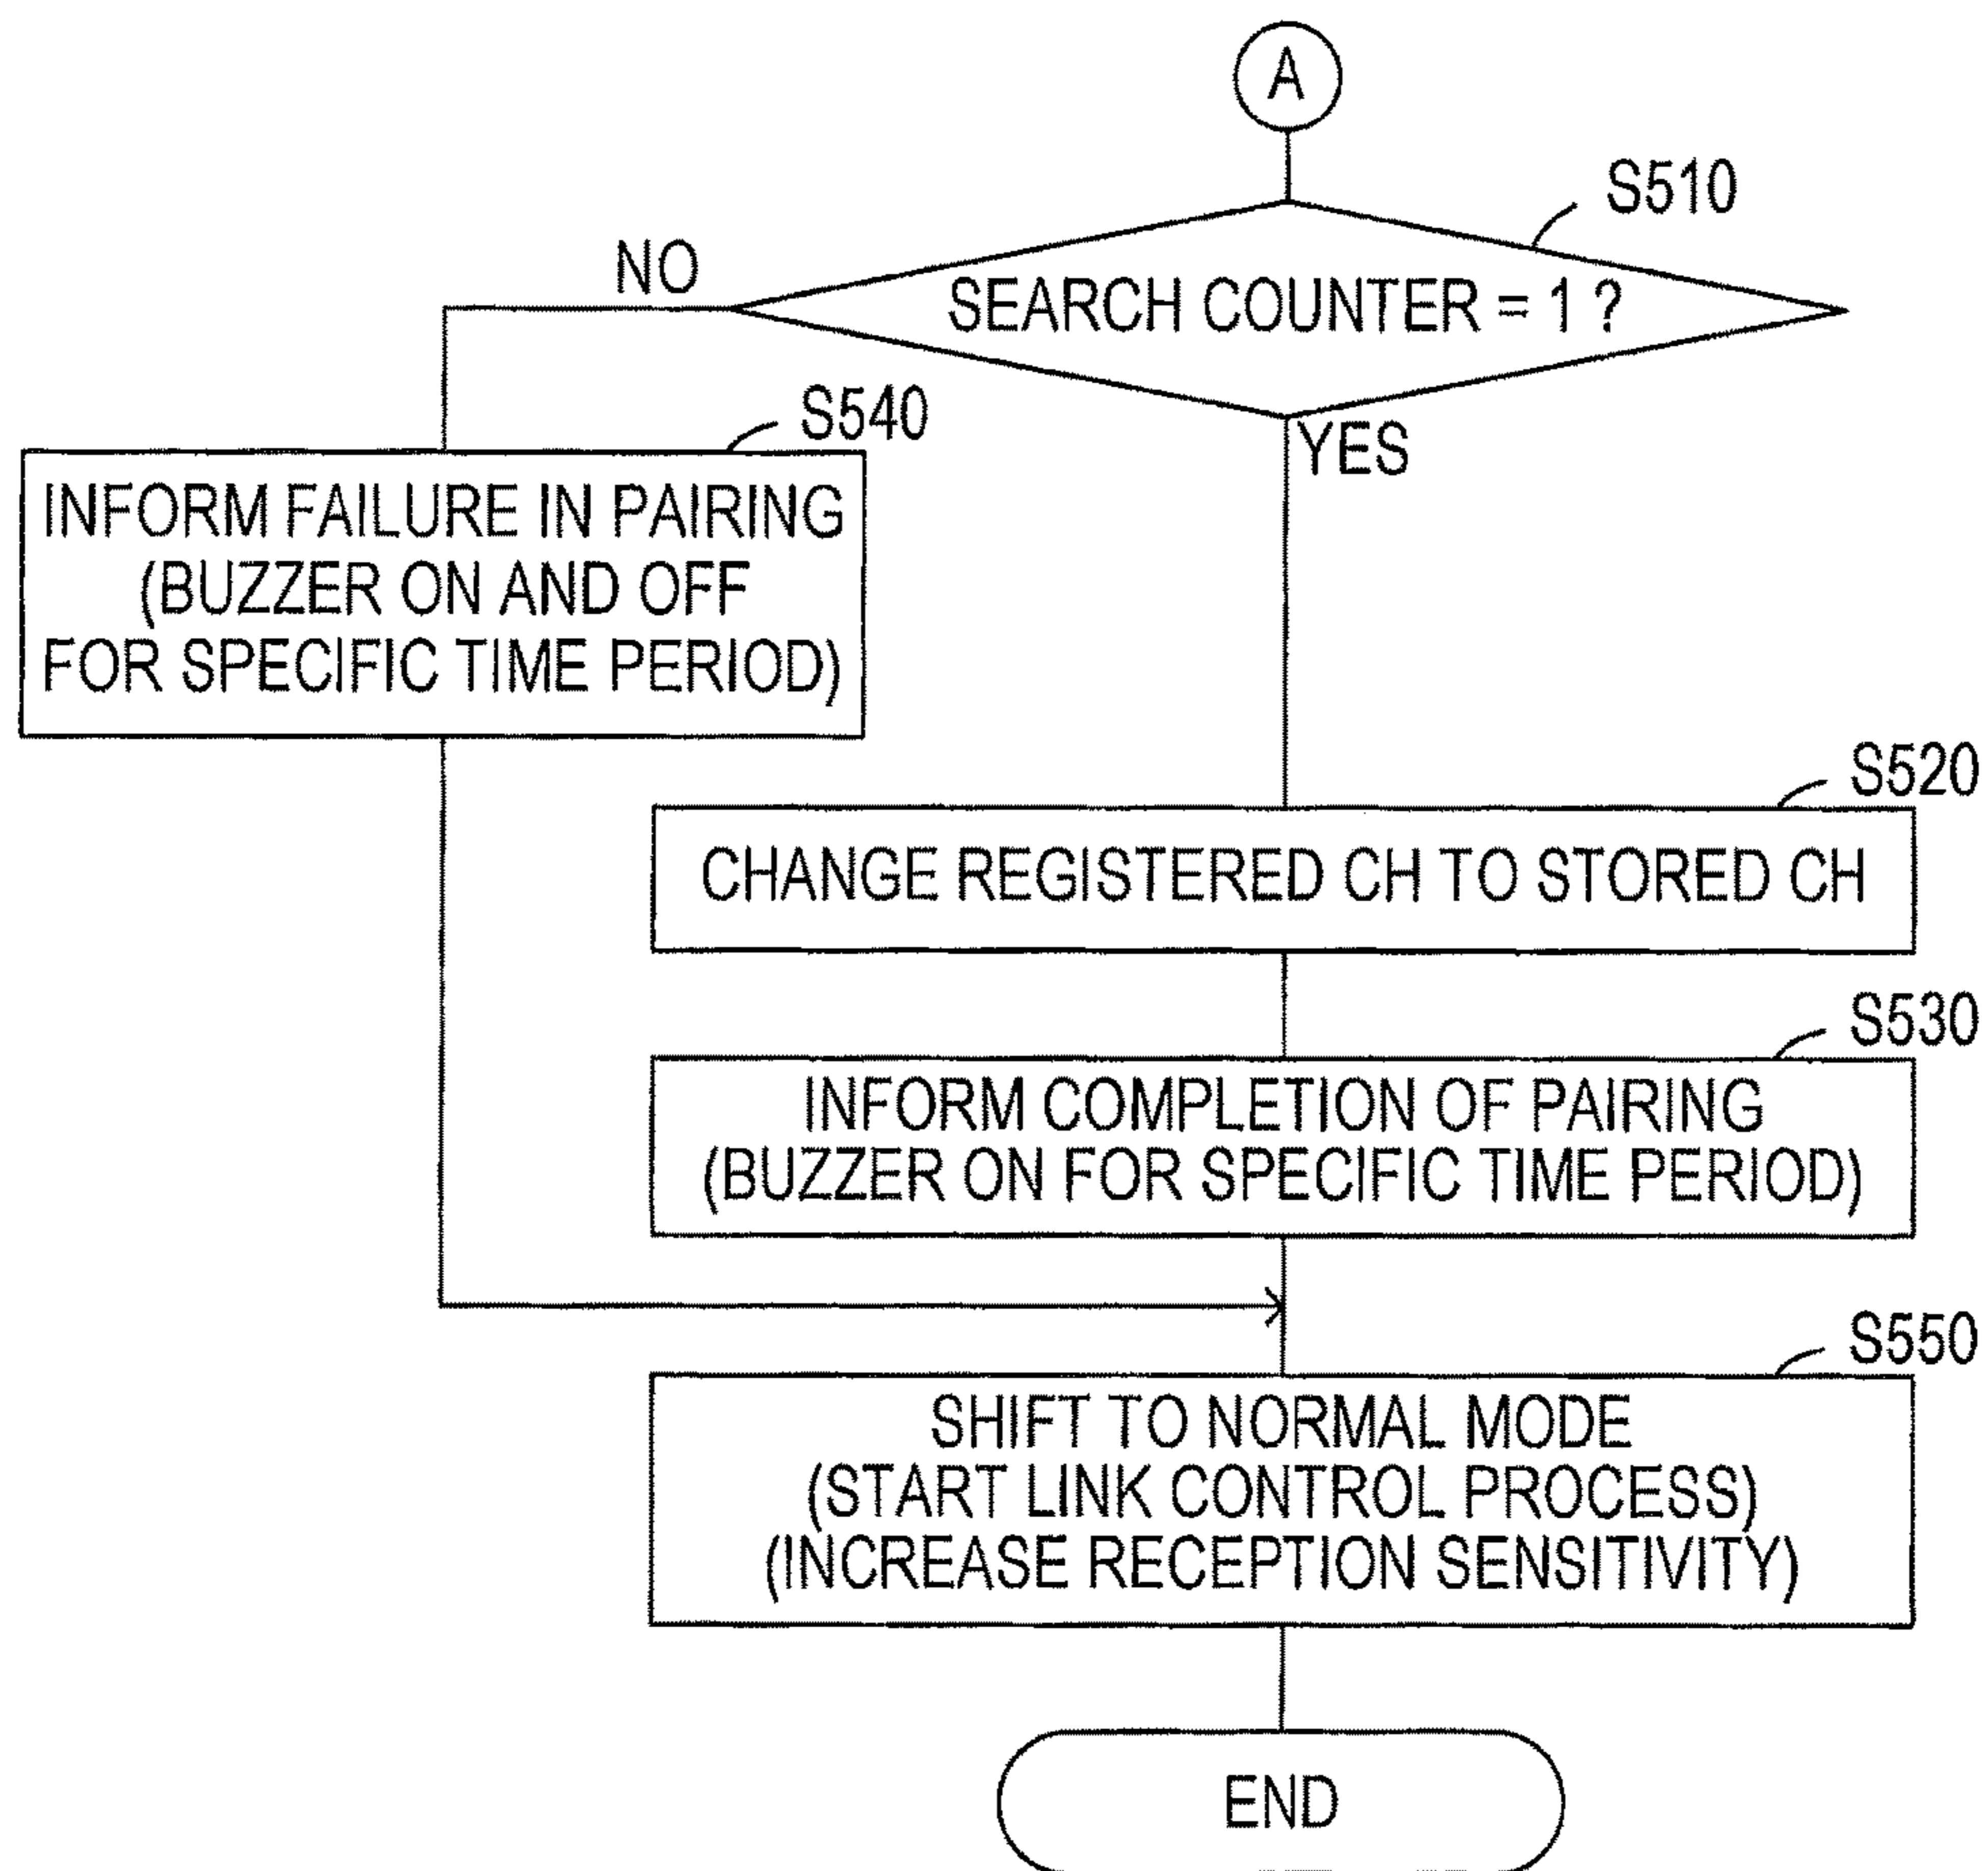 A
S510
SEARCH COUNTER = 1 ?
NO
YES
S540
INFORM FAILURE IN PAIRING
(BUZZER ON AND OFF
FOR SPECIFIC TIME PERIOD)
S520
CHANGE REGISTERED CH TO STORED CH
S530
INFORM COMPLETION OF PAIRING
(BUZZER ON FOR SPECIFIC TIME PERIOD)
S550
SHIFT TO NORMAL MODE
(START LINK CONTROL PROCESS)
(INCREASE RECEPTION SENSITIVITY)
END